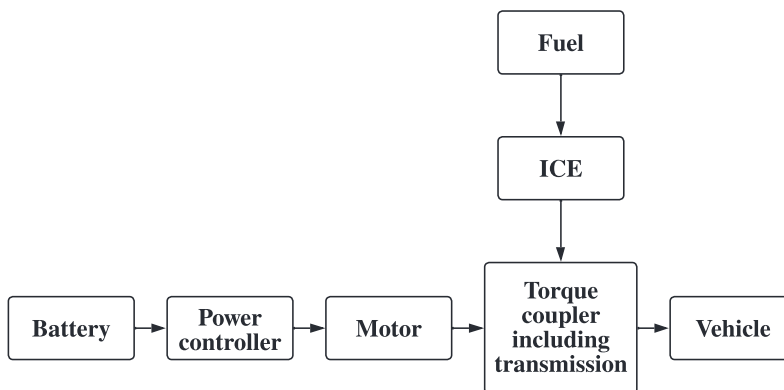 Fuel
ICE
Battery
Power
controller
Motor
Torque
coupler
including
transmission
Vehicle